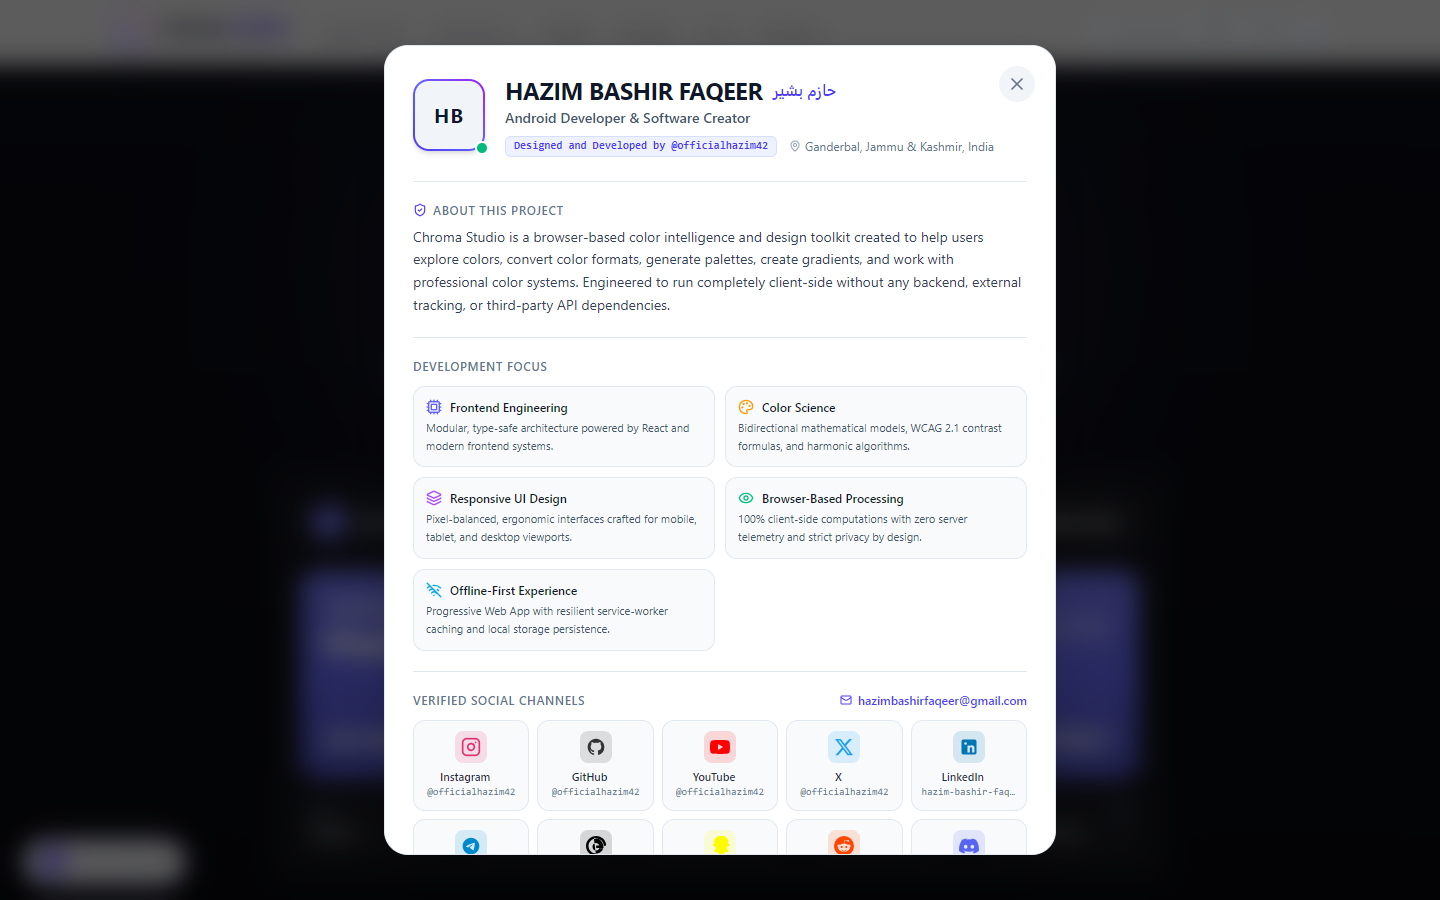 HB
HAZIM BASHIR FAQEER حازم بشير
Android Developer & Software Creator
Designed and Developed by @officialhazim42 Ganderbal, Jammu & Kashmir, India
ABOUT THIS PROJECT
Chroma Studio is a browser-based color intelligence and design toolkit created to help users
explore colors, convert color formats, generate palettes, create gradients, and work with
professional color systems. Engineered to run completely client-side without any backend, external
tracking, or third-party API dependencies.
DEVELOPMENT FOCUS
Frontend Engineering
Modular, type-safe architecture powered by React and
modern frontend systems.
Color Science
Bidirectional mathematical models, WCAG 2.1 contrast
formulas, and harmonic algorithms.
Responsive UI Design
Pixel-balanced, ergonomic interfaces crafted for mobile,
tablet, and desktop viewports.
Browser-Based Processing
100% client-side computations with zero server
telemetry and strict privacy by design.
Offline-First Experience
Progressive Web App with resilient service-worker
caching and local storage persistence.
VERIFIED SOCIAL CHANNELS hazimbashirfaqeer@gmail.com
Instagram
@officialhazim42
GitHub
@officialhazim42
YouTube
@officialhazim42
X
@officialhazim42
LinkedIn
hazim-bashir-faq...